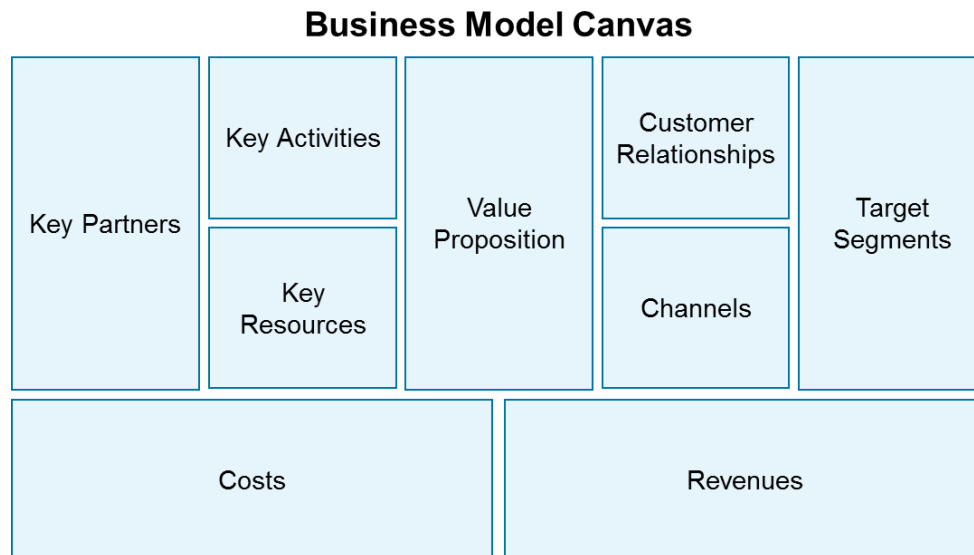 Business Model Canvas
Key Partners
Key Activities
Key
Resources
Value
Proposition
Customer
Relationships
Channels
Target
Segments
Costs
Revenues